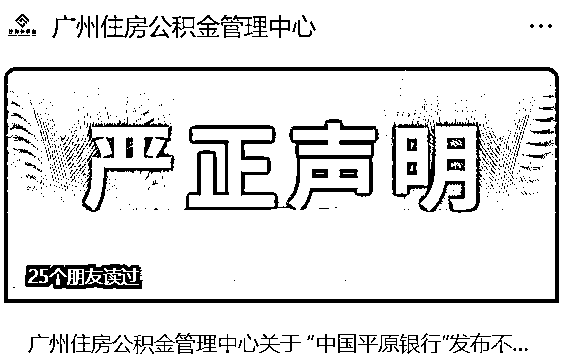 广州住房公积金管理中心
严正声明
25个朋友读过
广州住房公积金管理中心关于“中国平原银行”发布不...